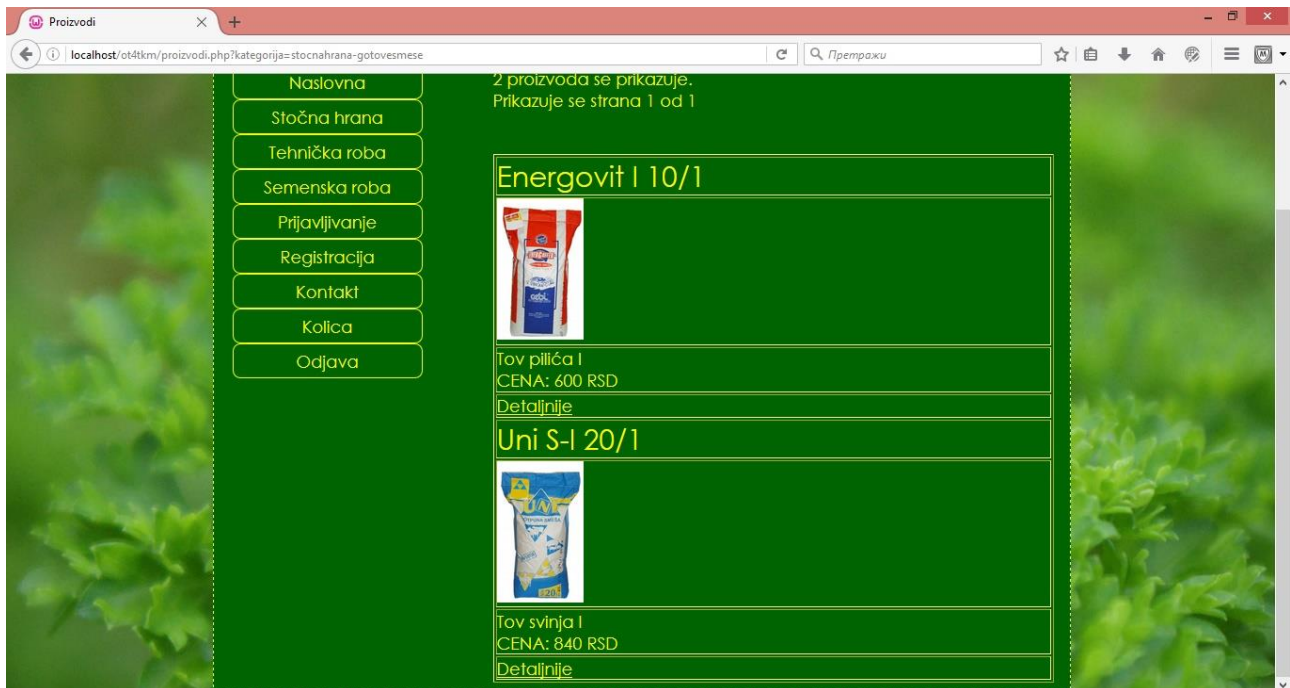 Proizvodi
localhost/ot4tkm/proizvodi.php?kategorija=stocnahrana-gotovesmese
Претражи
Naslovna
Stočna hrana
Tehnička roba
Semenska roba
Prijavljivanje
Registracija
Kontakt
Kolica
Odjava
2 proizvoda se prikazuje.
Prikazuje se strana 1 od 1
Energovit I 10/1
Tov pilića I
CENA: 600 RSD
Detaljnije
Uni S-I 20/1
UNI
Tov svinja I
CENA: 840 RSD
Detaljnije